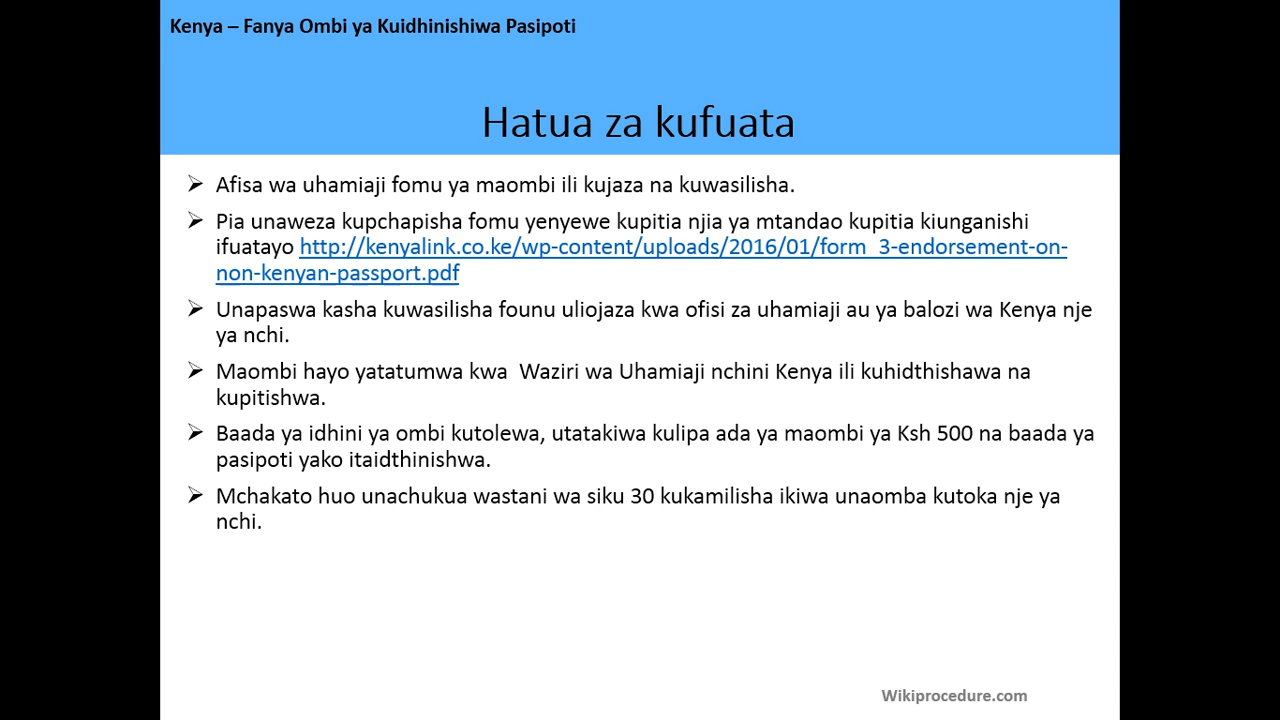 Kenya – Fanya Ombi ya Kuidhinishiwa Pasipoti
Hatua za kufuata
➢ Afisa wa uhamiaji fomu ya maombi ili kujaza na kuwasilisha.
➢ Pia unaweza kupchapisha fomu yenyewe kupitia njia ya mtandao kupitia kiunganishi
ifuatayo http://kenyalink.co.ke/wp-content/uploads/2016/01/form_3-endorsement-on-
non-kenyan-passport.pdf
➢ Unapaswa kasha kuwasilisha founu uliojaza kwa ofisi za uhamiaji au ya balozi wa Kenya nje
ya nchi.
➢ Maombi hayo yatatumwa kwa  Waziri wa Uhamiaji nchini Kenya ili kuhidthishawa na
kupitishwa.
➢ Baada ya idhini ya ombi kutolewa, utatakiwa kulipa ada ya maombi ya Ksh 500 na baada ya
pasipoti yako itaidthinishwa.
➢ Mchakato huo unachukua wastani wa siku 30 kukamilisha ikiwa unaomba kutoka nje ya
nchi.
Wikiprocedure.com